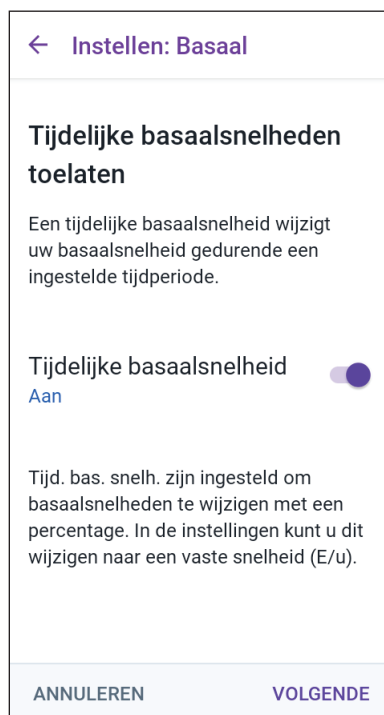 Instellen: Basaal
Tijdelijke basaalsnelheden
toelaten
Een tijdelijke basaalsnelheid wijzigt
uw basaalsnelheid gedurende een
ingestelde tijdperiode.
Tijdelijke basaalsnelheid
Aan
Tijd. bas. snelh. zijn ingesteld om
basaalsnelheden te wijzigen met een
percentage. In de instellingen kunt u dit
wijzigen naar een vaste snelheid (E/u).
ANNULEREN VOLGENDE